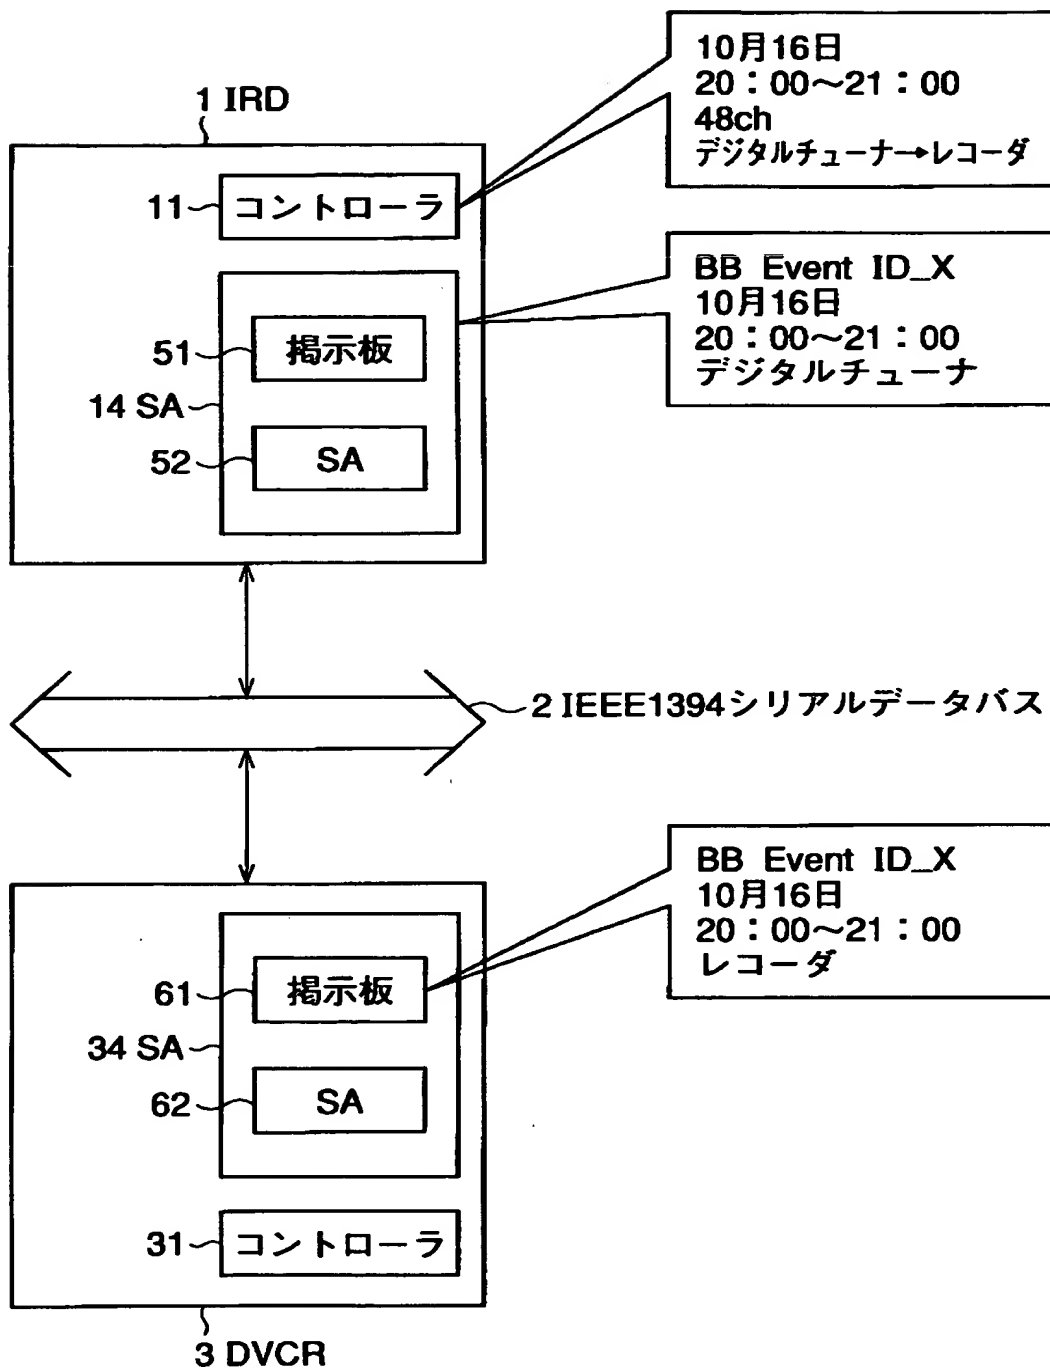 10月16日
20：00～21：00
48ch
デジタルチューナ→レコーダ
1 IRD
11 コントローラ
BB Event ID_X
10月16日
20：00～21：00
デジタルチューナ
51 掲示板
14 SA
52 SA
2 IEEE1394シリアルデータバス
BB Event ID_X
10月16日
20：00～21：00
レコーダ
61 掲示板
34 SA
62 SA
31 コントローラ
3 DVCR